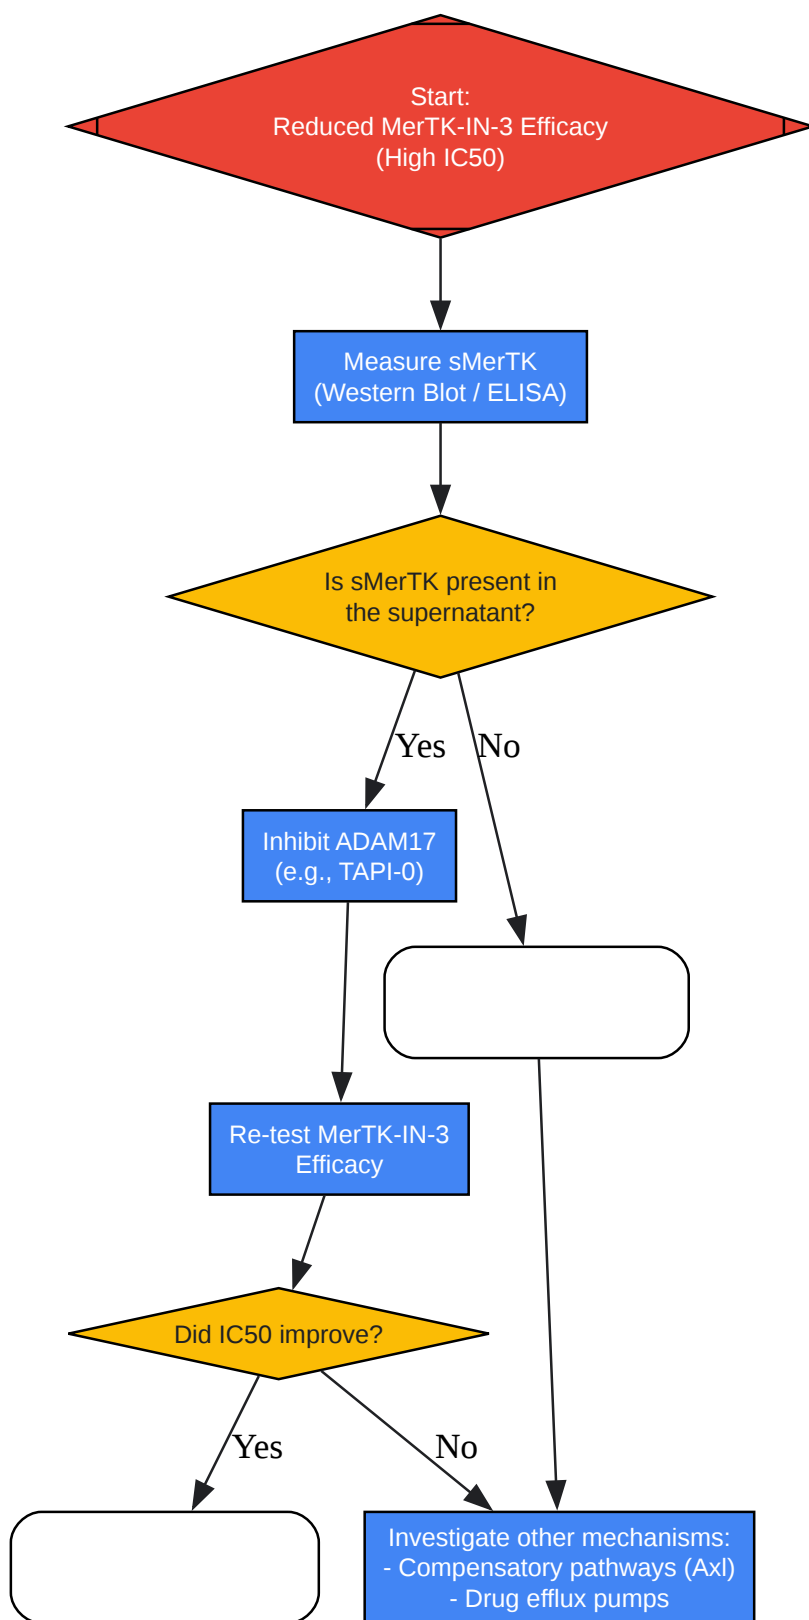 Start:
Reduced MerTK-IN-3 Efficacy
(High IC50)
Measure sMerTK
(Western Blot / ELISA)
Is sMerTK present in
the supernatant?
Yes
No
Inhibit ADAM17
(e.g., TAPI-0)
Re-test MerTK-IN-3
Efficacy
Did IC50 improve?
Yes
No
Investigate other mechanisms:
- Compensatory pathways (Axl)
- Drug efflux pumps